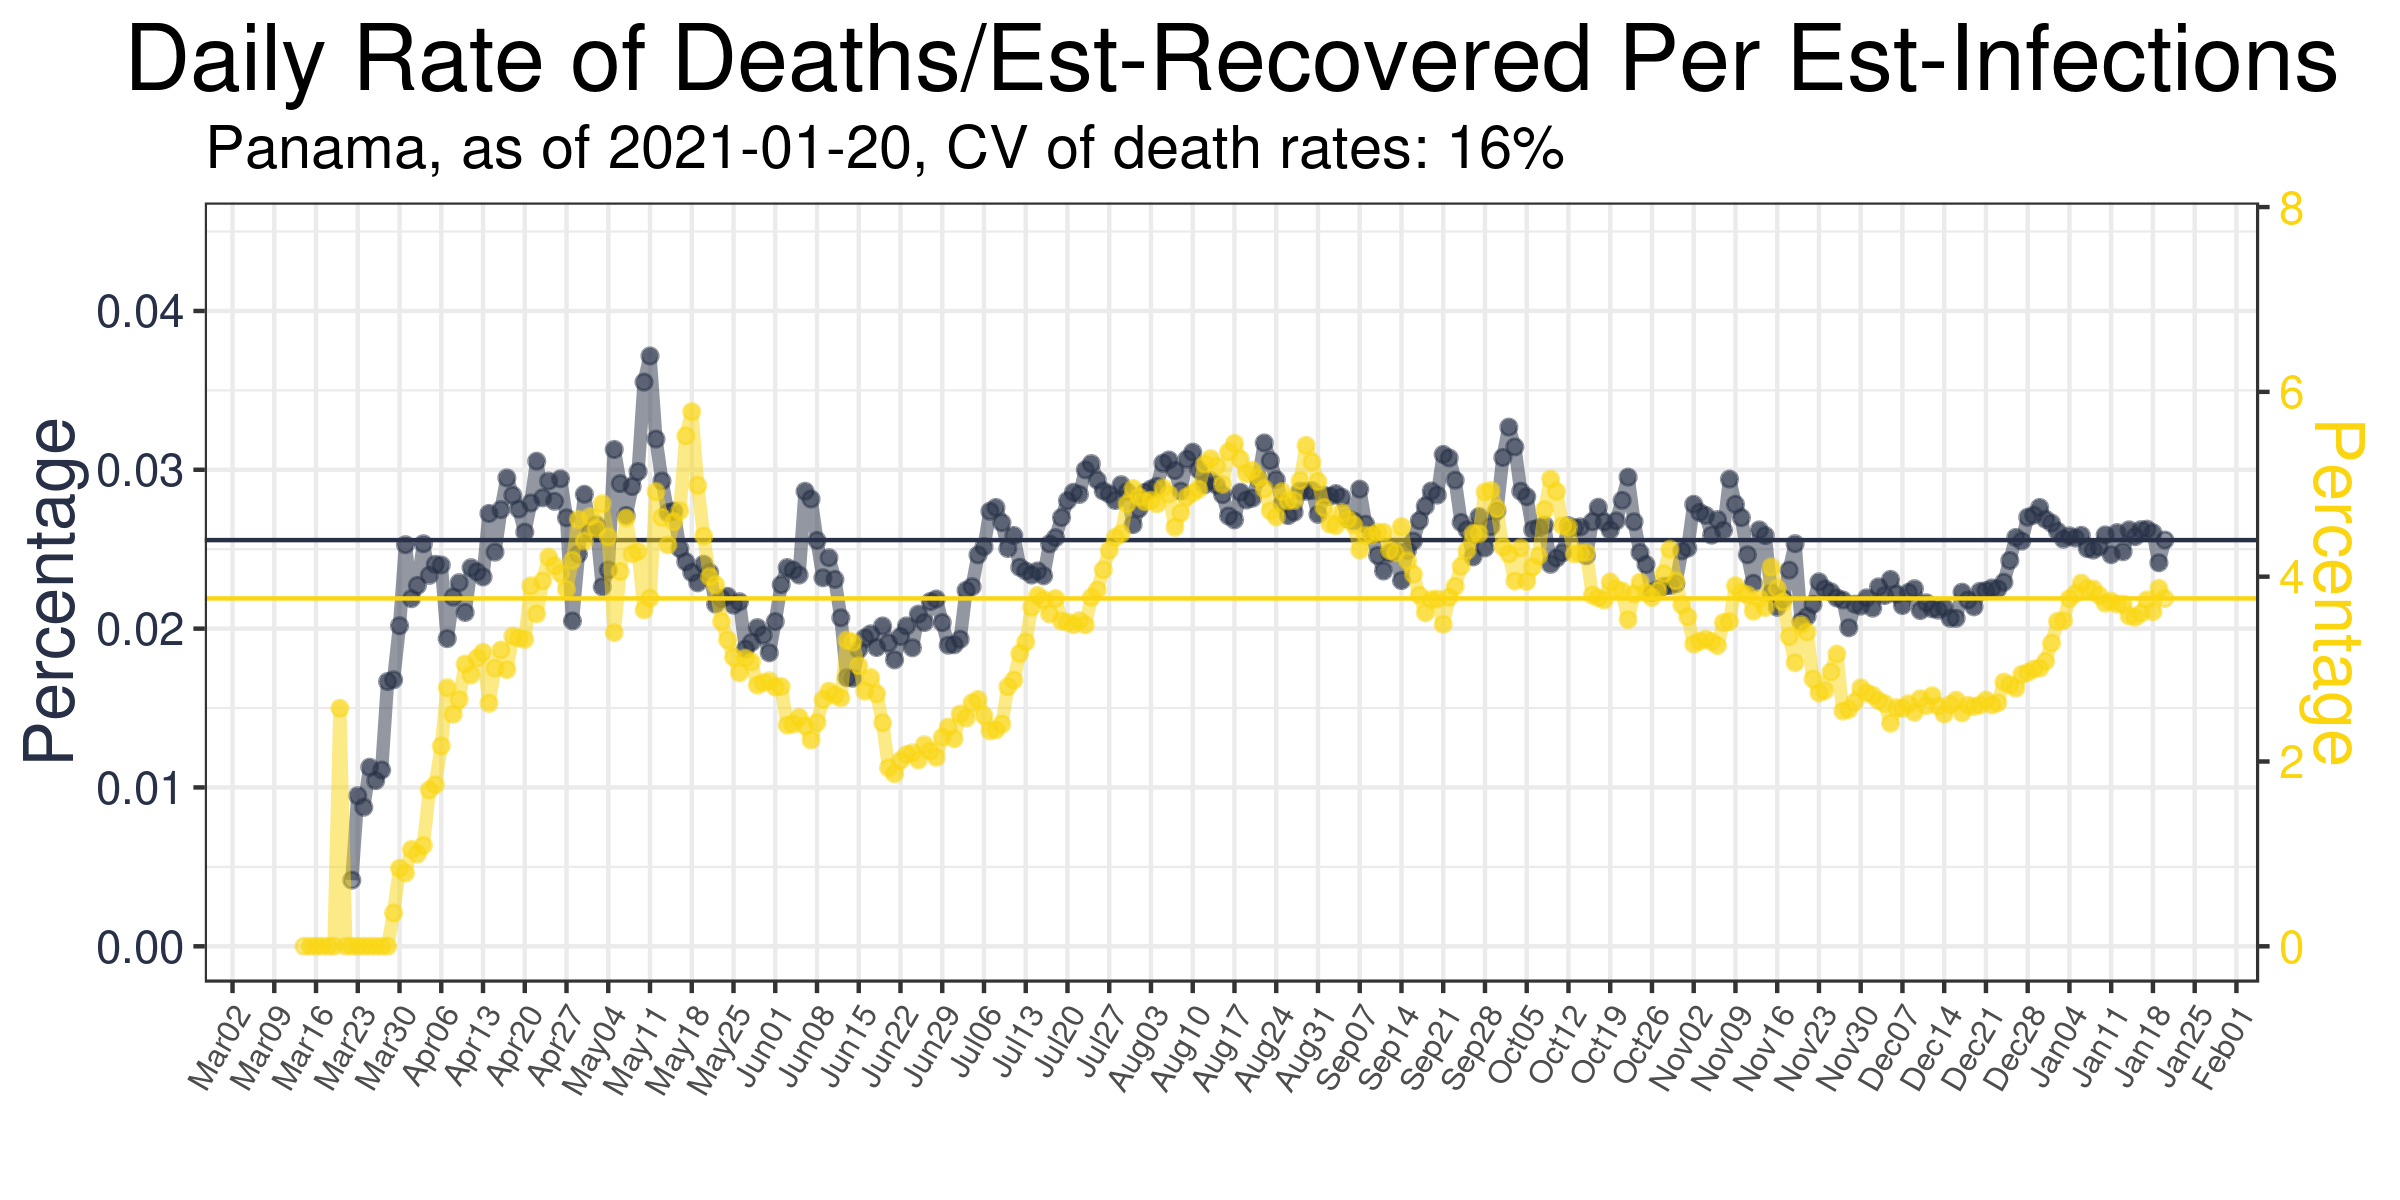 Daily Rate of Deaths/Est-Recovered Per Est-Infections
Panama, as of 2021-01-20, CV of death rates: 16%
Percentage
0.04
0.03
0.02
0.01
0.00
8
6
4
2
0
Percentage
Mar02
Mar09
Mar16
Mar23
Mar30
Apr06
Apr13
Apr20
Apr27
May04
May11
May18
May25
Jun01
Jun08
Jun15
Jun22
Jun29
Jul06
Jul13
Jul20
Jul27
Aug03
Aug10
Aug17
Aug24
Aug31
Sep07
Sep14
Sep21
Sep28
Oct05
Oct12
Oct19
Oct26
Nov02
Nov09
Nov16
Nov23
Nov30
Dec07
Dec14
Dec21
Dec28
Jan04
Jan11
Jan18
Jan25
Feb01